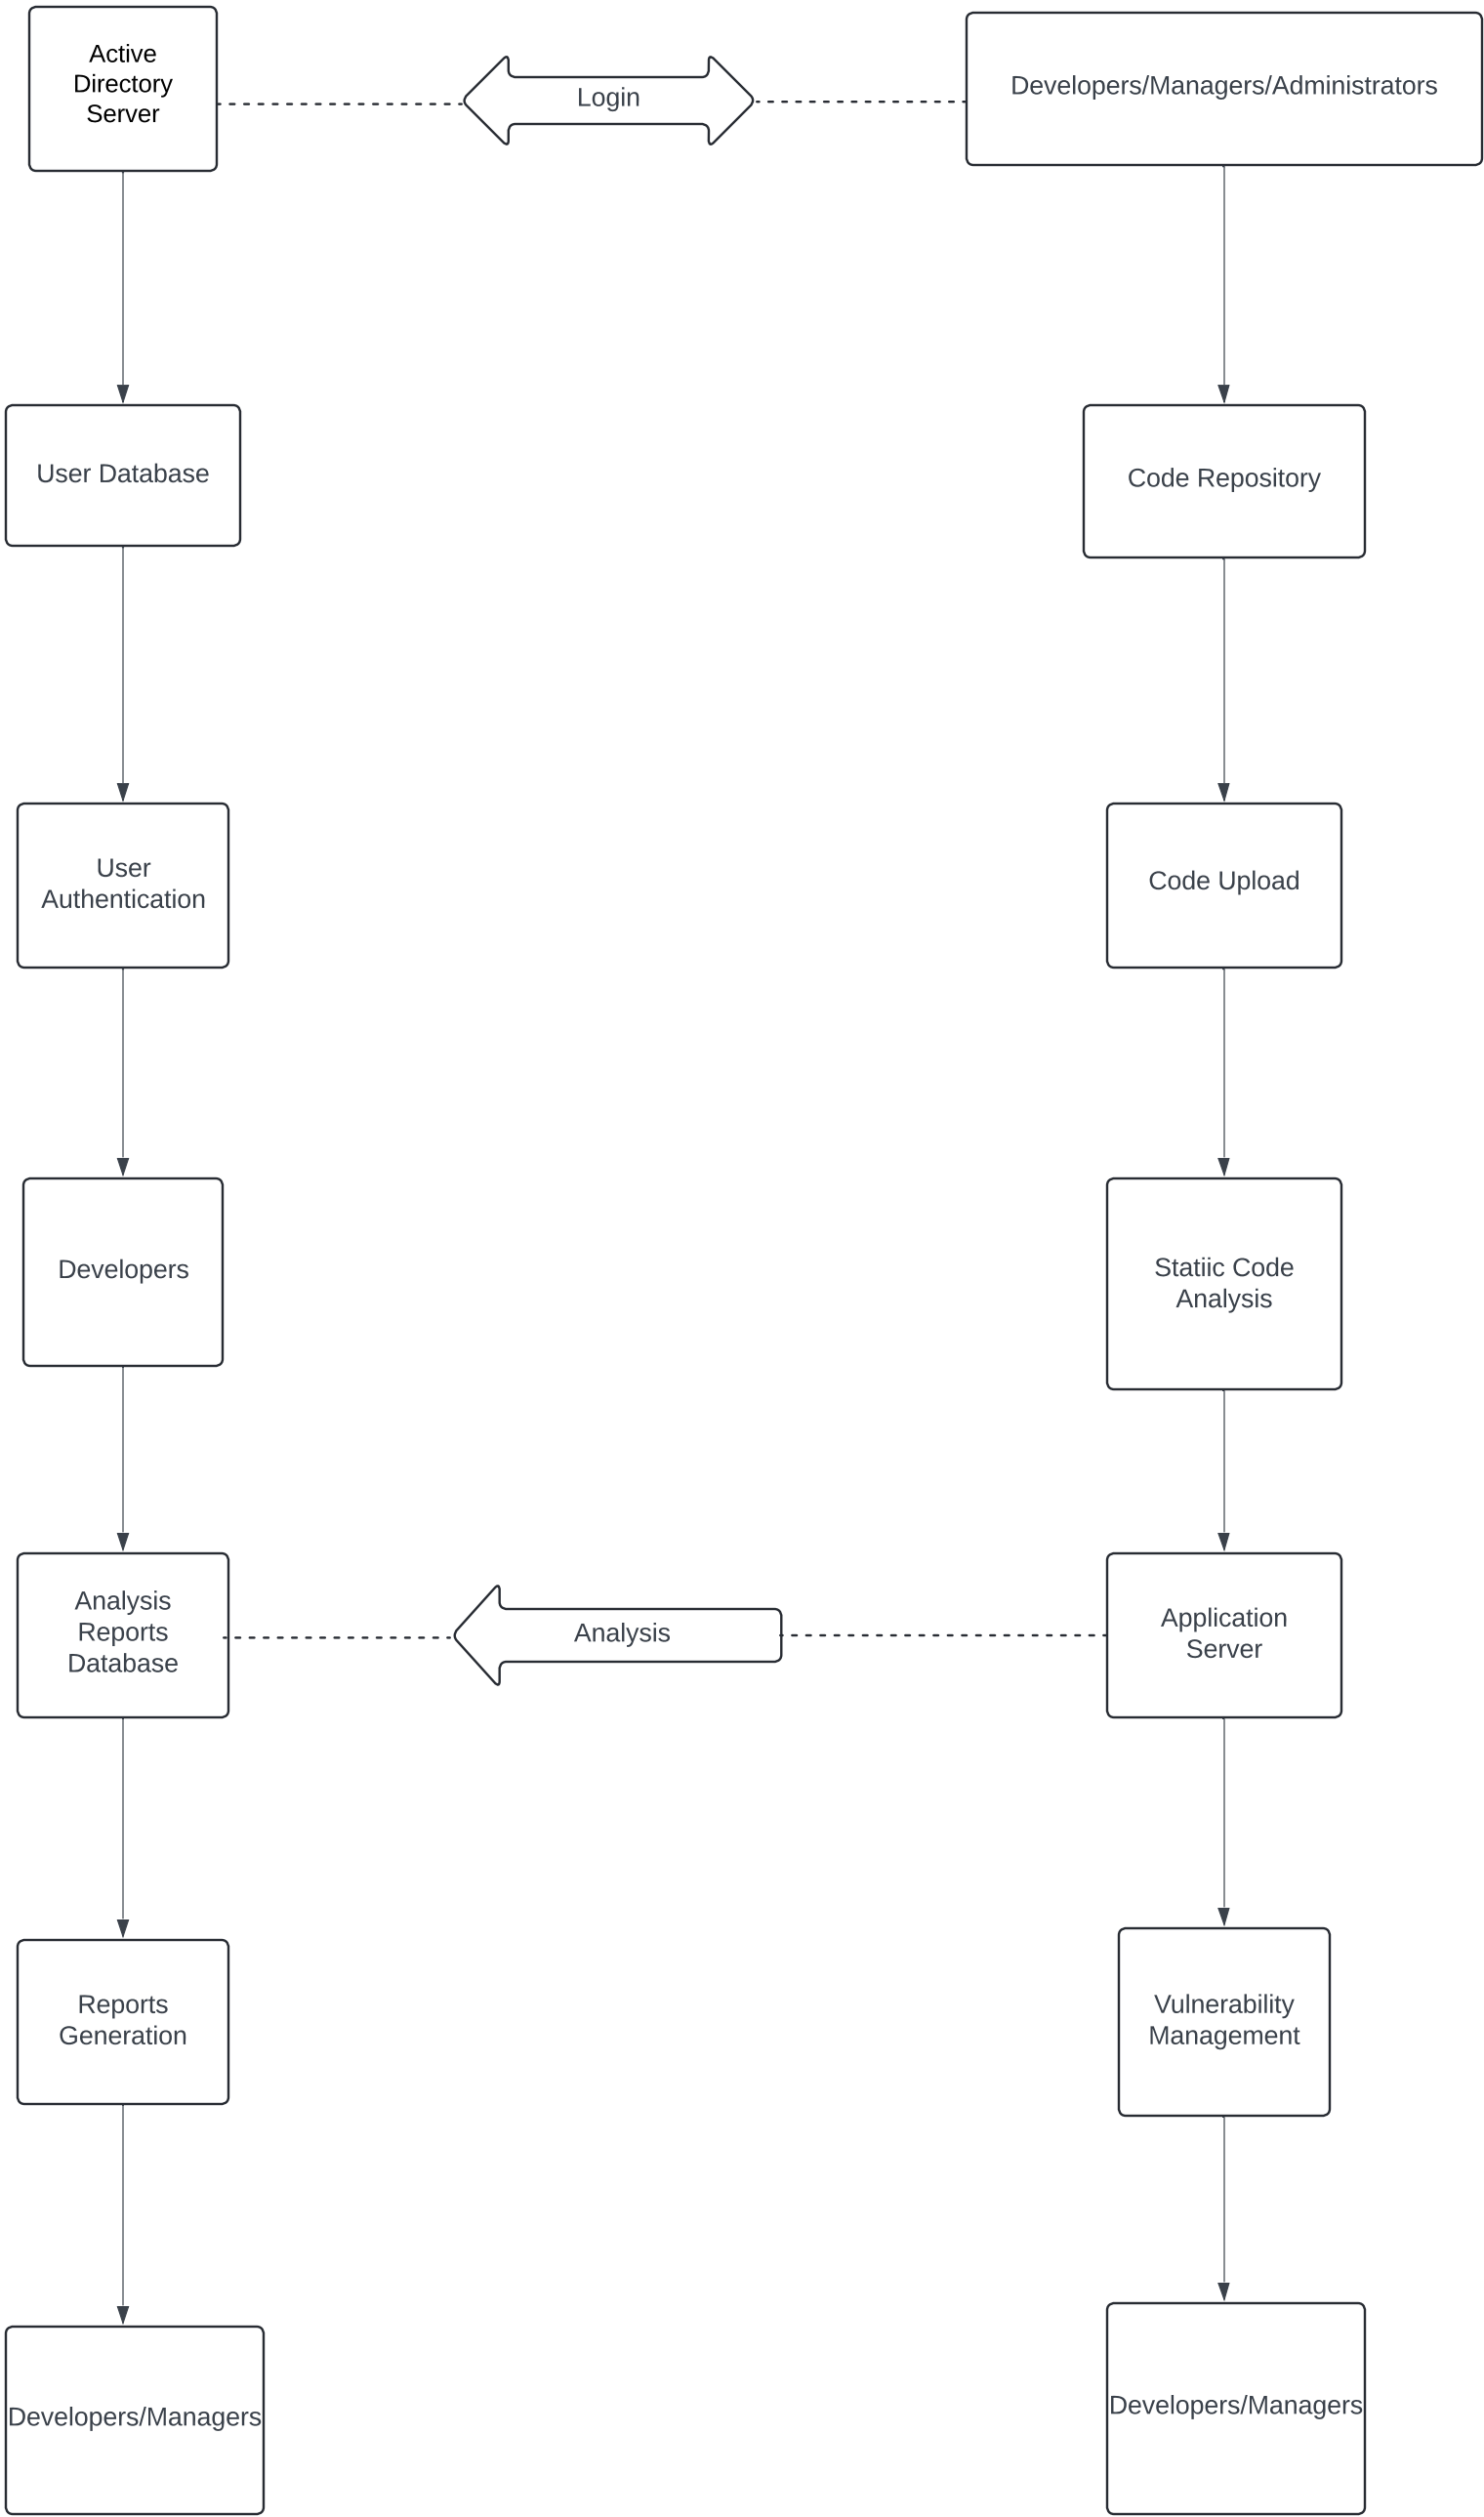 Active
Directory
Server
Login
Developers/Managers/Administrators
User Database
Code Repository
User
Authentication
Code Upload
Developers
Statiic Code
Analysis
Analysis
Reports
Database
Analysis
Application
Server
Reports
Generation
Vulnerability
Management
Developers/Managers
Developers/Managers